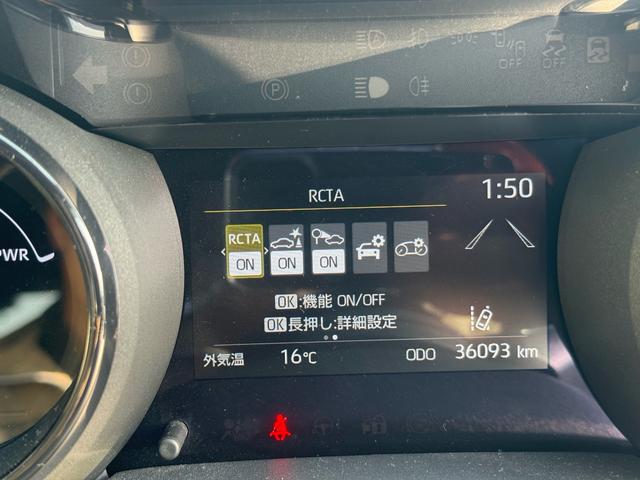 OFF
OFF
RCTA
1:50
RCTA
ON
ON
ON
PWR
OK:機能 ON/OFF
OK長押し:詳細設定
外気温
16℃
ODO
36093 km